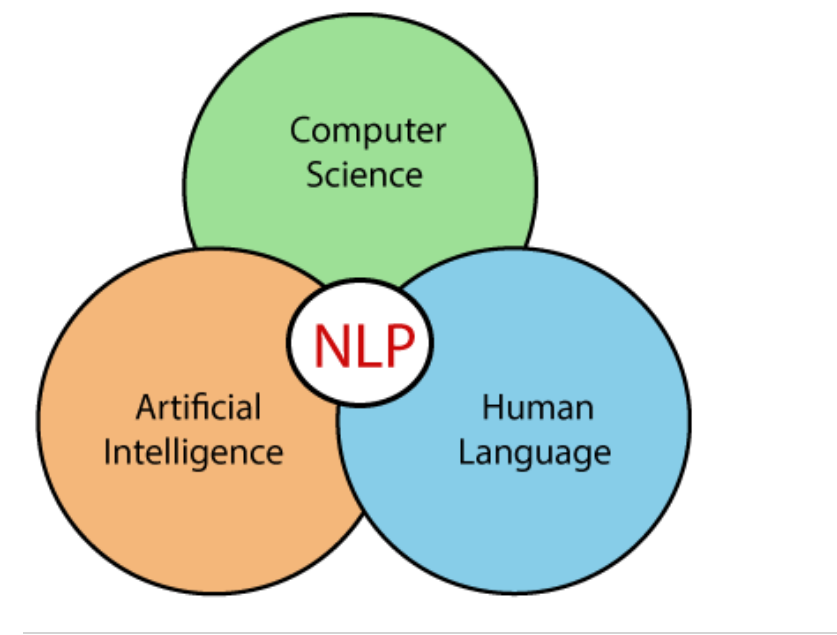 Computer
Science
NLP
Artificial
Intelligence
Human
Language